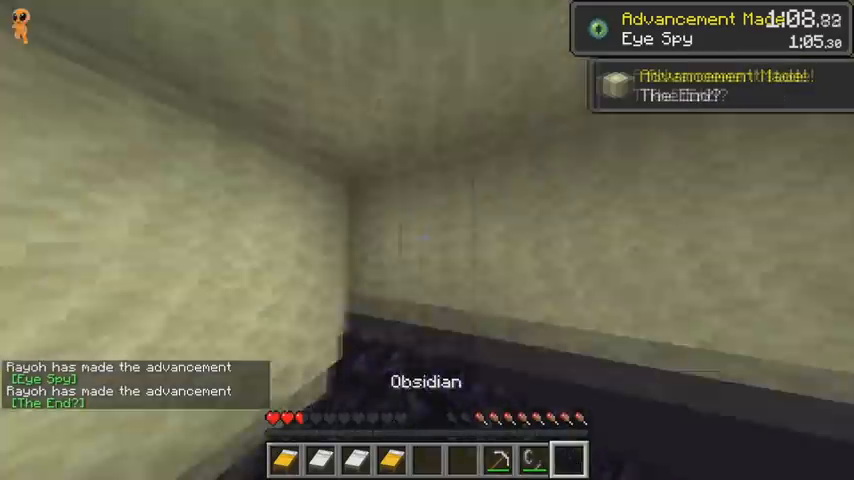 Advancement Made!
1:08.82
Eye Spy
1:05.30
Advancement Made!
The End?
Rayoh has made the advancement
[Eye Spy]
Rayoh has made the advancement
[The End?]
Obsidian